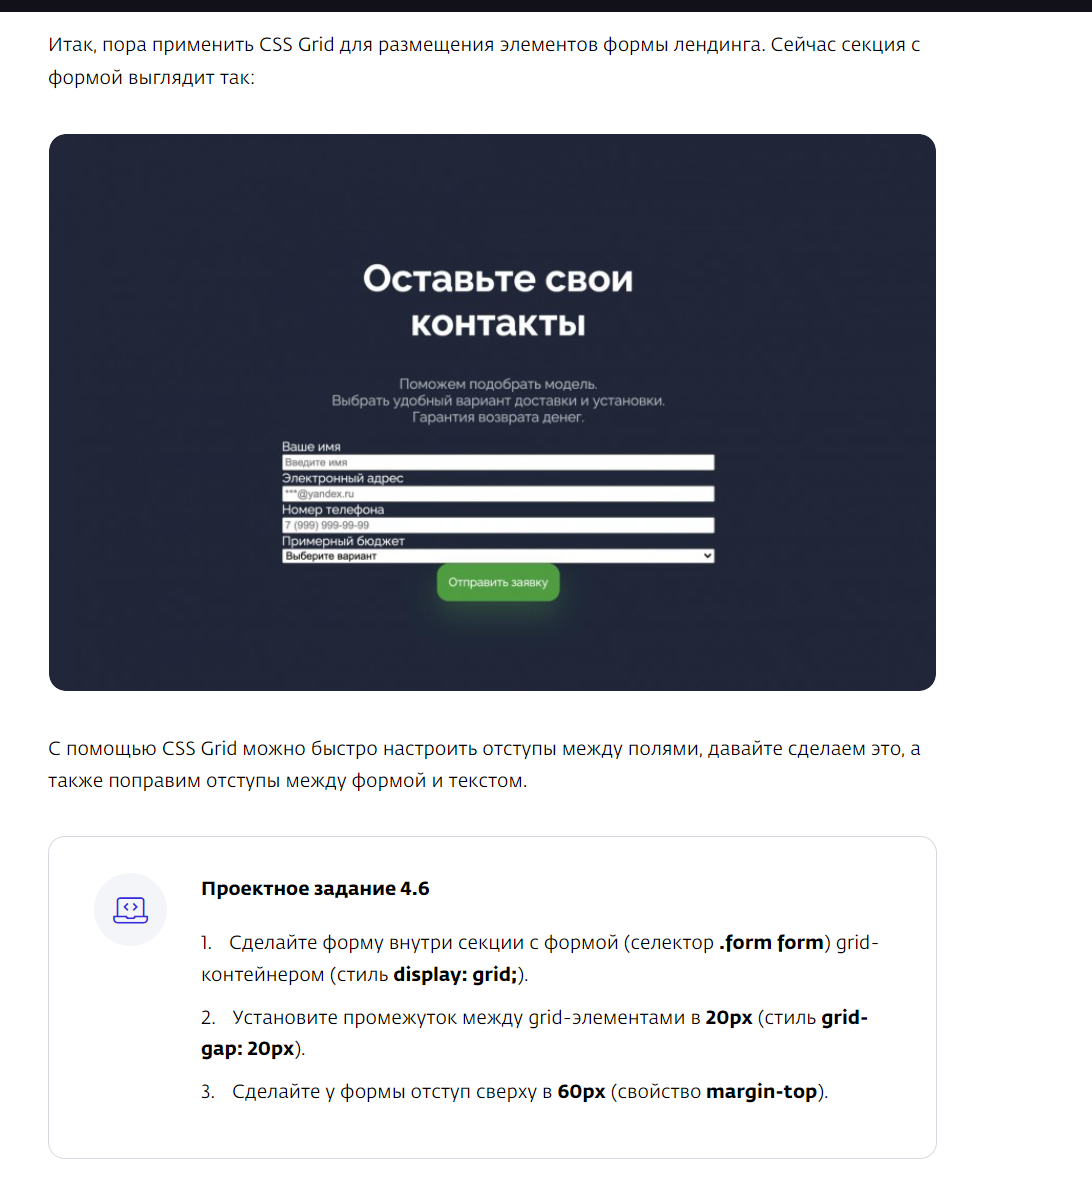 Итак, пора применить CSS Grid для размещения элементов формы лендинга. Сейчас секция с
формой выглядит так:
Оставьте свои
контакты
Поможем подобрать модель.
Выбрать удобный вариант доставки и установки.
Гарантия возврата денег.
Ваше имя
Введите имя
Электронный адрес
***@yandex.ru
Номер телефона
7 (999) 999-99-99
Примерный бюджет
Выберите вариант
Отправить заявку
С помощью CSS Grid можно быстро настроить отступы между полями, давайте сделаем это, а
также поправим отступы между формой и текстом.
Проектное задание 4.6
1. Сделайте форму внутри секции с формой (селектор .form form) grid-
контейнером (стиль display: grid;).
2. Установите промежуток между grid-элементами в 20px (стиль grid-
gap: 20px).
3. Сделайте у формы отступ сверху в 60px (свойство margin-top).